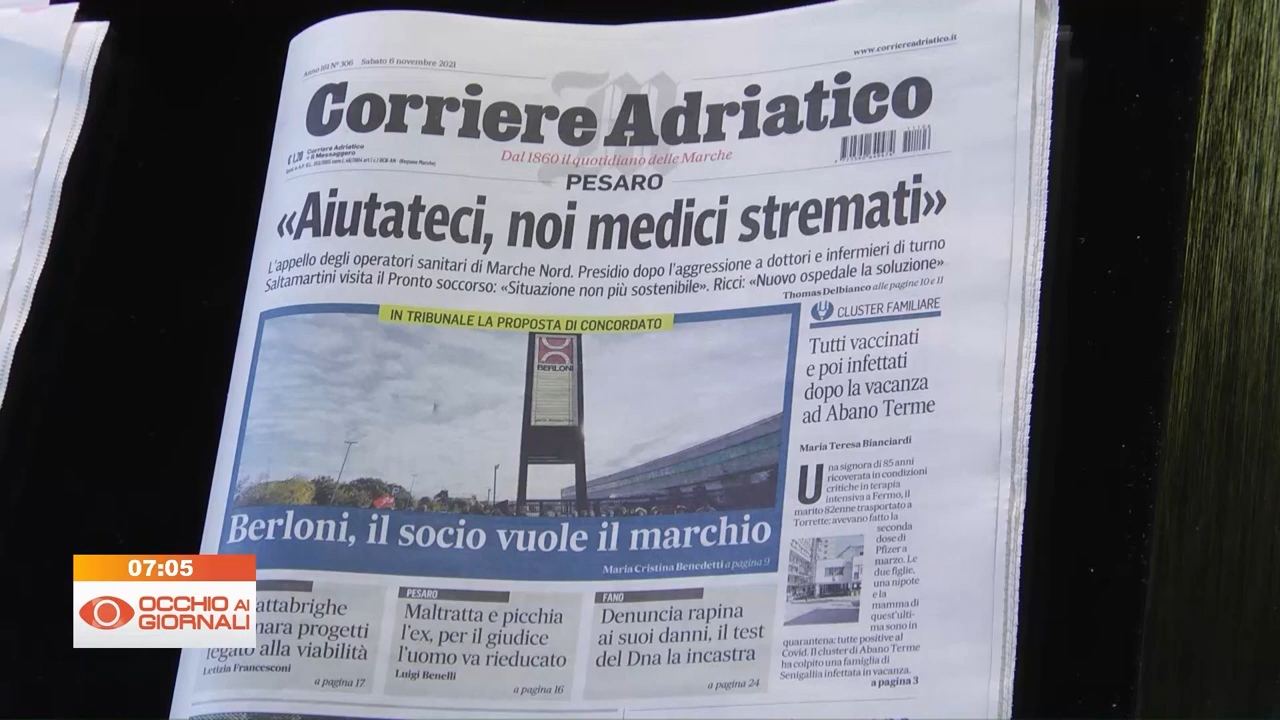 www.corriereadriatico.it
Anno 161 N° 306 Sabato 6 novembre 2021
Corriere Adriatico
€ 1,20 Corriere Adriatico
+ Il Messaggero
Dal 1860 il quotidiano delle Marche
PESARO
«Aiutateci, noi medici stremati»
L'appello degli operatori sanitari di Marche Nord. Presidio dopo l'aggressione a dottori e infermieri di turno
Saltamartini visita il Pronto soccorso: «Situazione non più sostenibile». Ricci: «Nuovo ospedale la soluzione»
Thomas Delbianco alle pagine 10 e 11
IN TRIBUNALE LA PROPOSTA DI CONCORDATO
BERLONI
Berloni, il socio vuole il marchio
Maria Cristina Benedetti a pagina 9
CLUSTER FAMILIARE
Tutti vaccinati
e poi infettati
dopo la vacanza
ad Abano Terme
Maria Teresa Bianciardi
Una signora di 85 anni
ricoverata in condizioni
critiche in terapia
intensiva a Fermo, il
marito 82enne trasportato a
Torrette: avevano fatto la
seconda
dose di
Pfizer a
marzo. Le
due figlie,
una nipote
e la
mamma di
quest'ulti-
ma sono in
quarantena: tutte positive al
Covid. Il cluster di Abano Terme
ha colpito una famiglia di
Senigallia infettata in vacanza.
a pagina 3
attabrighe
nara progetti
legato alla viabilità
Letizia Francesconi
a pagina 17
PESARO
Maltratta e picchia
l'ex, per il giudice
l'uomo va rieducato
Luigi Benelli
a pagina 16
FANO
Denuncia rapina
ai suoi danni, il test
del Dna la incastra
a pagina 24
07:05
OCCHIO AI
GIORNALI